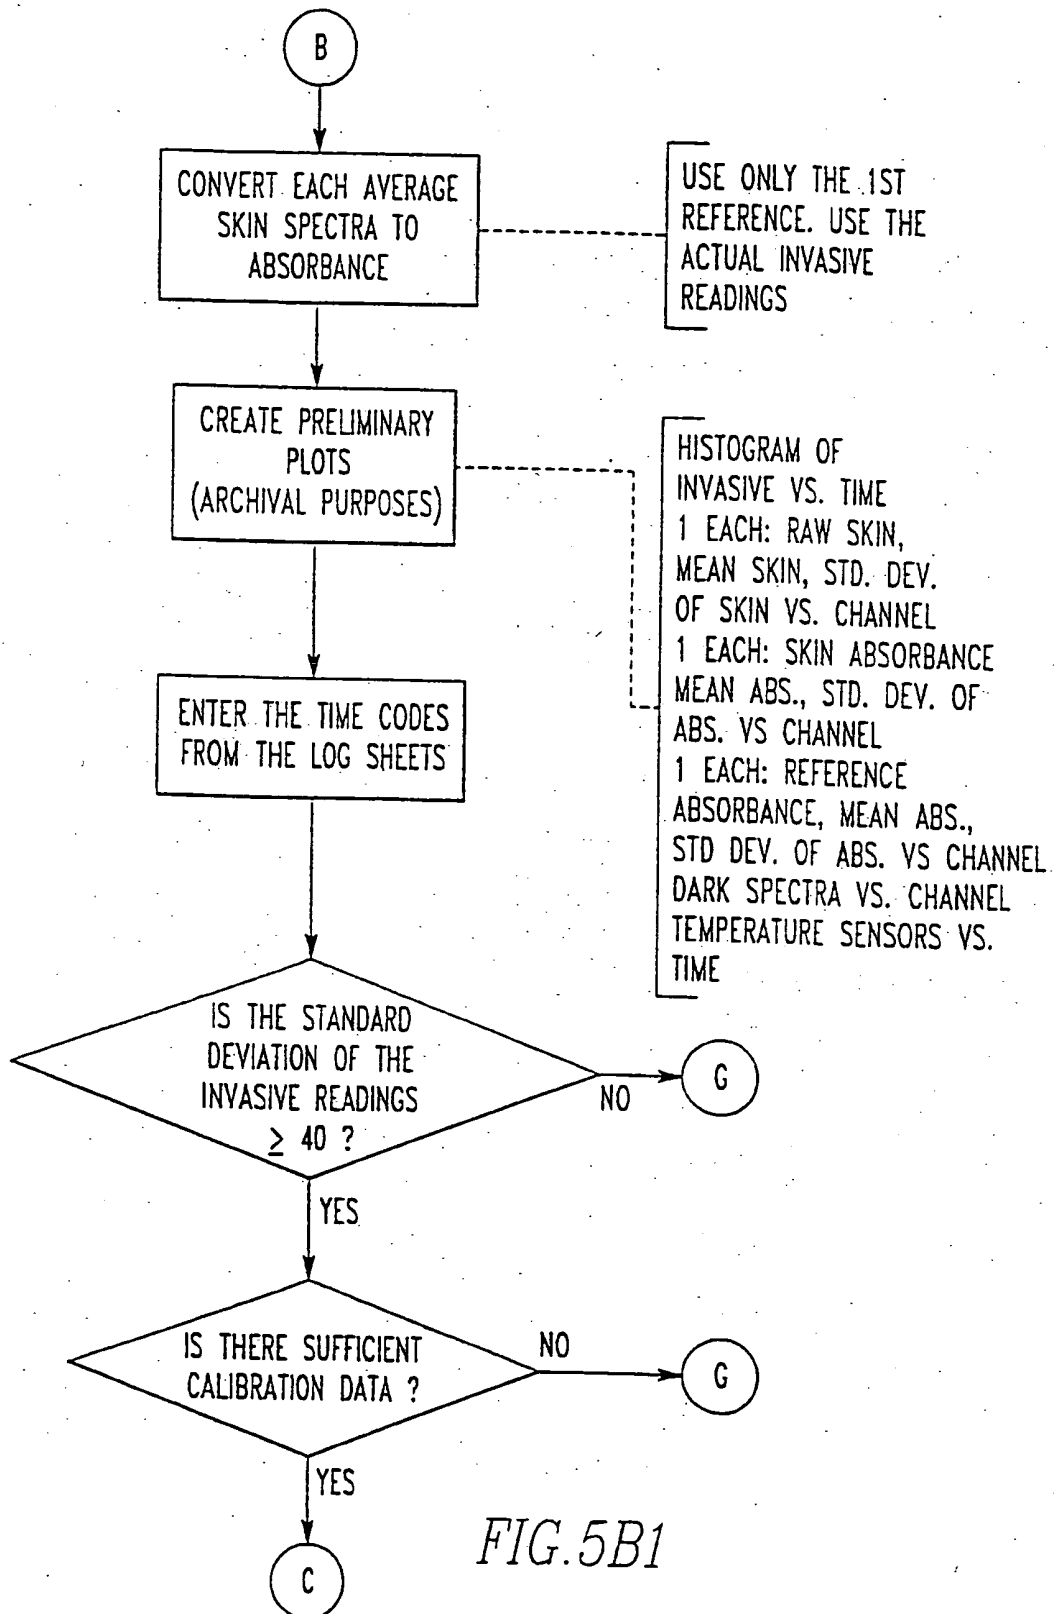 B
CONVERT EACH AVERAGE
SKIN SPECTRA TO
ABSORBANCE
USE ONLY THE 1ST
REFERENCE. USE THE
ACTUAL INVASIVE
READINGS
CREATE PRELIMINARY
PLOTS
(ARCHIVAL PURPOSES)
HISTOGRAM OF
INVASIVE VS. TIME
1 EACH: RAW SKIN,
MEAN SKIN, STD. DEV.
OF SKIN VS. CHANNEL
1 EACH: SKIN ABSORBANCE
MEAN ABS., STD. DEV. OF
ABS. VS CHANNEL
1 EACH: REFERENCE
ABSORBANCE, MEAN ABS.,
STD DEV. OF ABS. VS CHANNEL
DARK SPECTRA VS. CHANNEL
TEMPERATURE SENSORS VS.
TIME
ENTER THE TIME CODES
FROM THE LOG SHEETS
IS THE STANDARD
DEVIATION OF THE
INVASIVE READINGS
≥ 40 ?
NO
G
YES
IS THERE SUFFICIENT
CALIBRATION DATA ?
NO
G
YES
C
FIG.5B1